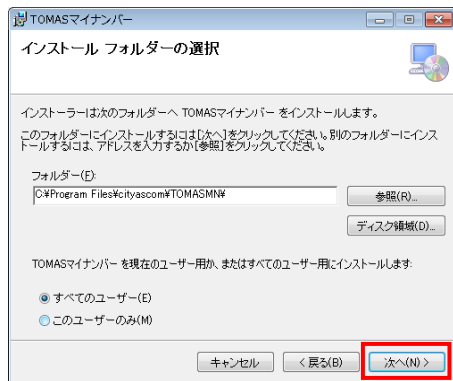 TOMASマイナンバー
インストール フォルダーの選択
インストーラーは次のフォルダーへ TOMASマイナンバー をインストールします。
このフォルダーにインストールするには[次へ]をクリックしてください。別のフォルダーにインス
トールするには、アドレスを入力するか[参照]をクリックしてください。
フォルダー(F):
C:¥Program Files¥cityascom¥TOMASMN¥
参照(R)...
ディスク領域(D)...
TOMASマイナンバー を現在のユーザー用か、またはすべてのユーザー用にインストールします:
すべてのユーザー(E)
このユーザーのみ(M)
キャンセル
< 戻る(B)
次へ(N) >